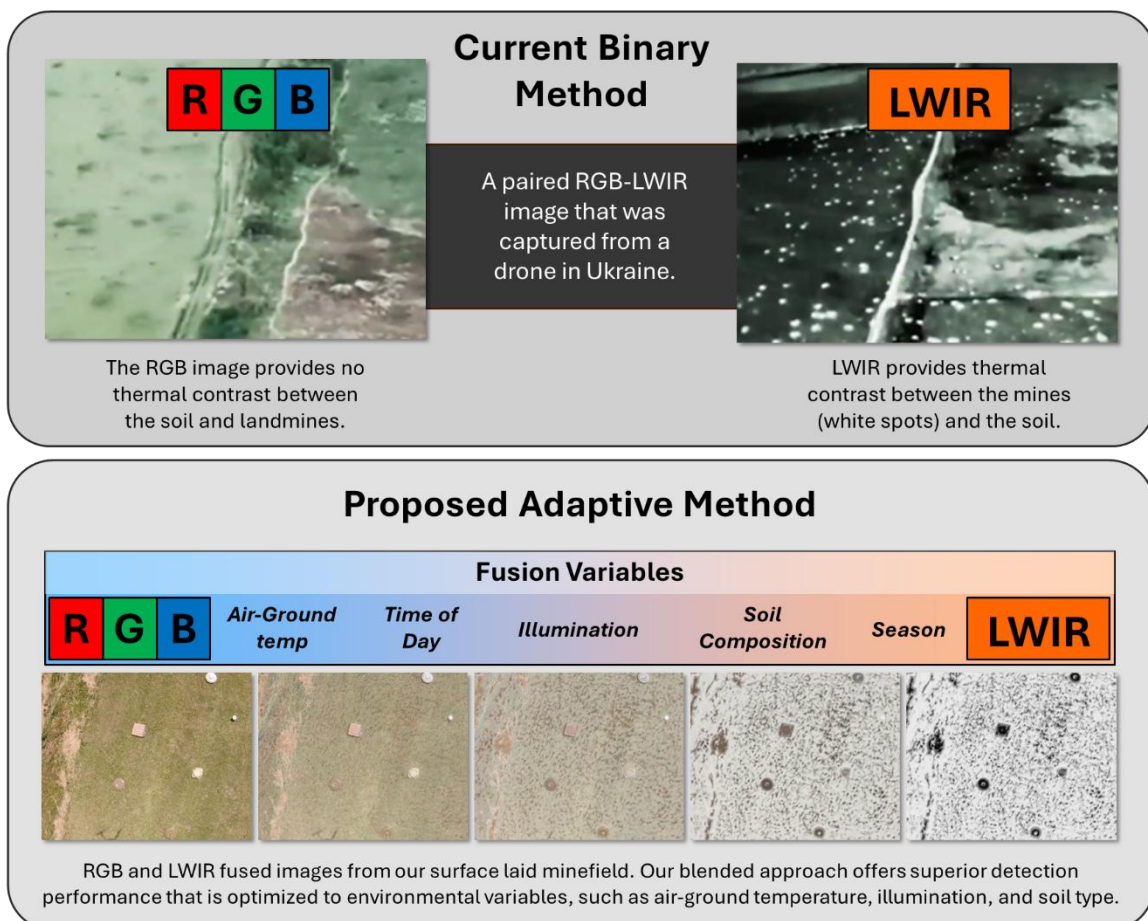 Current Binary
Method
R G B
LWIR
A paired RGB-LWIR
image that was
captured from a
drone in Ukraine.
The RGB image provides no
thermal contrast between
the soil and landmines.
LWIR provides thermal
contrast between the mines
(white spots) and the soil.
Proposed Adaptive Method
Fusion Variables
R G B
Air-Ground
temp
Time of
Day
Illumination
Soil
Composition
Season
LWIR
RGB and LWIR fused images from our surface laid minefield. Our blended approach offers superior detection
performance that is optimized to environmental variables, such as air-ground temperature, illumination, and soil type.